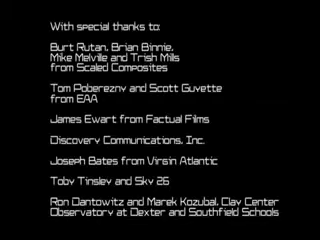 With special thanks to:
Burt Rutan, Brian Binnie,
Mike Melville and Trish Mills
from Scaled Composites
Tom Poberezny and Scott Guyette
from EAA
James Ewart from Factual Films
Discovery Communications, Inc.
Joseph Bates from Virgin Atlantic
Toby Tinsley and Sky 26
Ron Dantowitz and Marek Kozubal, Clay Center
Observatory at Dexter and Southfield Schools